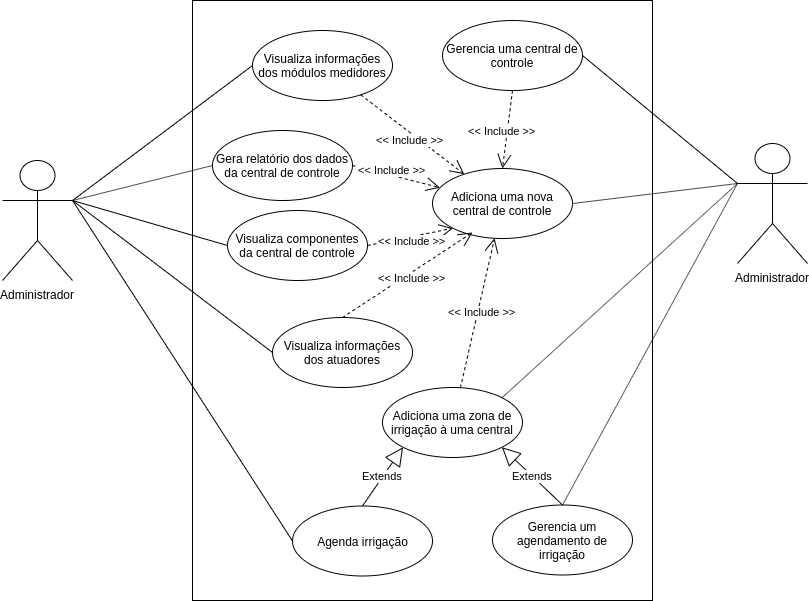 Visualiza informações
dos módulos medidores
Gerencia uma central de
controle
<< Include >>
<< Include >>
Gera relatório dos dados
da central de controle
<< Include >>
Adiciona uma nova
central de controle
Visualiza componentes
da central de controle
<< Include >>
<< Include >>
Administrador
Administrador
<< Include >>
Visualiza informações
dos atuadores
Adiciona uma zona de
irrigação à uma central
Extends
Extends
Agenda irrigação
Gerencia um
agendamento de
irrigação